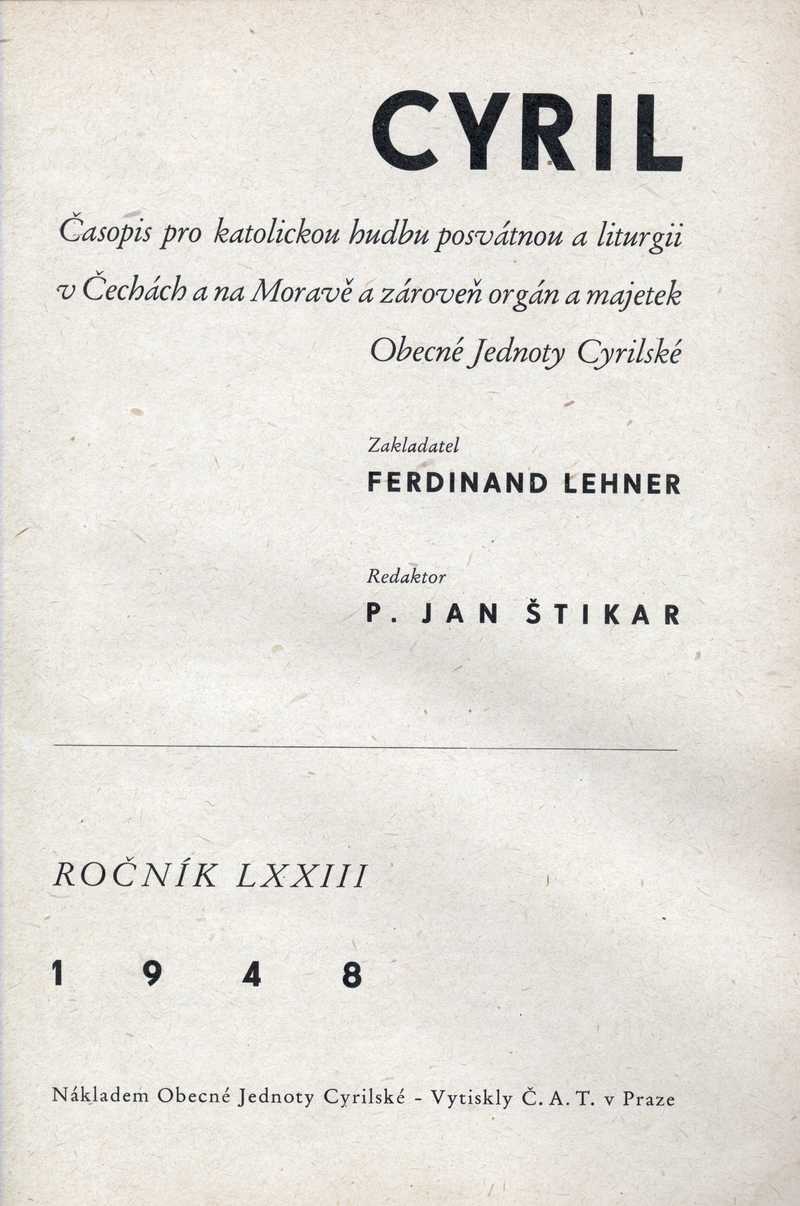 CYRIL
Časopis pro katolickou hudbu posvátnou a liturgii
v Čechách a na Moravě a zároveň orgán a majetek
Obecné Jednoty Cyrilské
Zakladatel
FERDINAND LEHNER
Redaktor
P. JAN ŠTIKAR
ROČNÍK LXXIII
1 9 4 8
Nákladem Obecné Jednoty Cyrilské - Vytiskly Č. A. T. v Praze